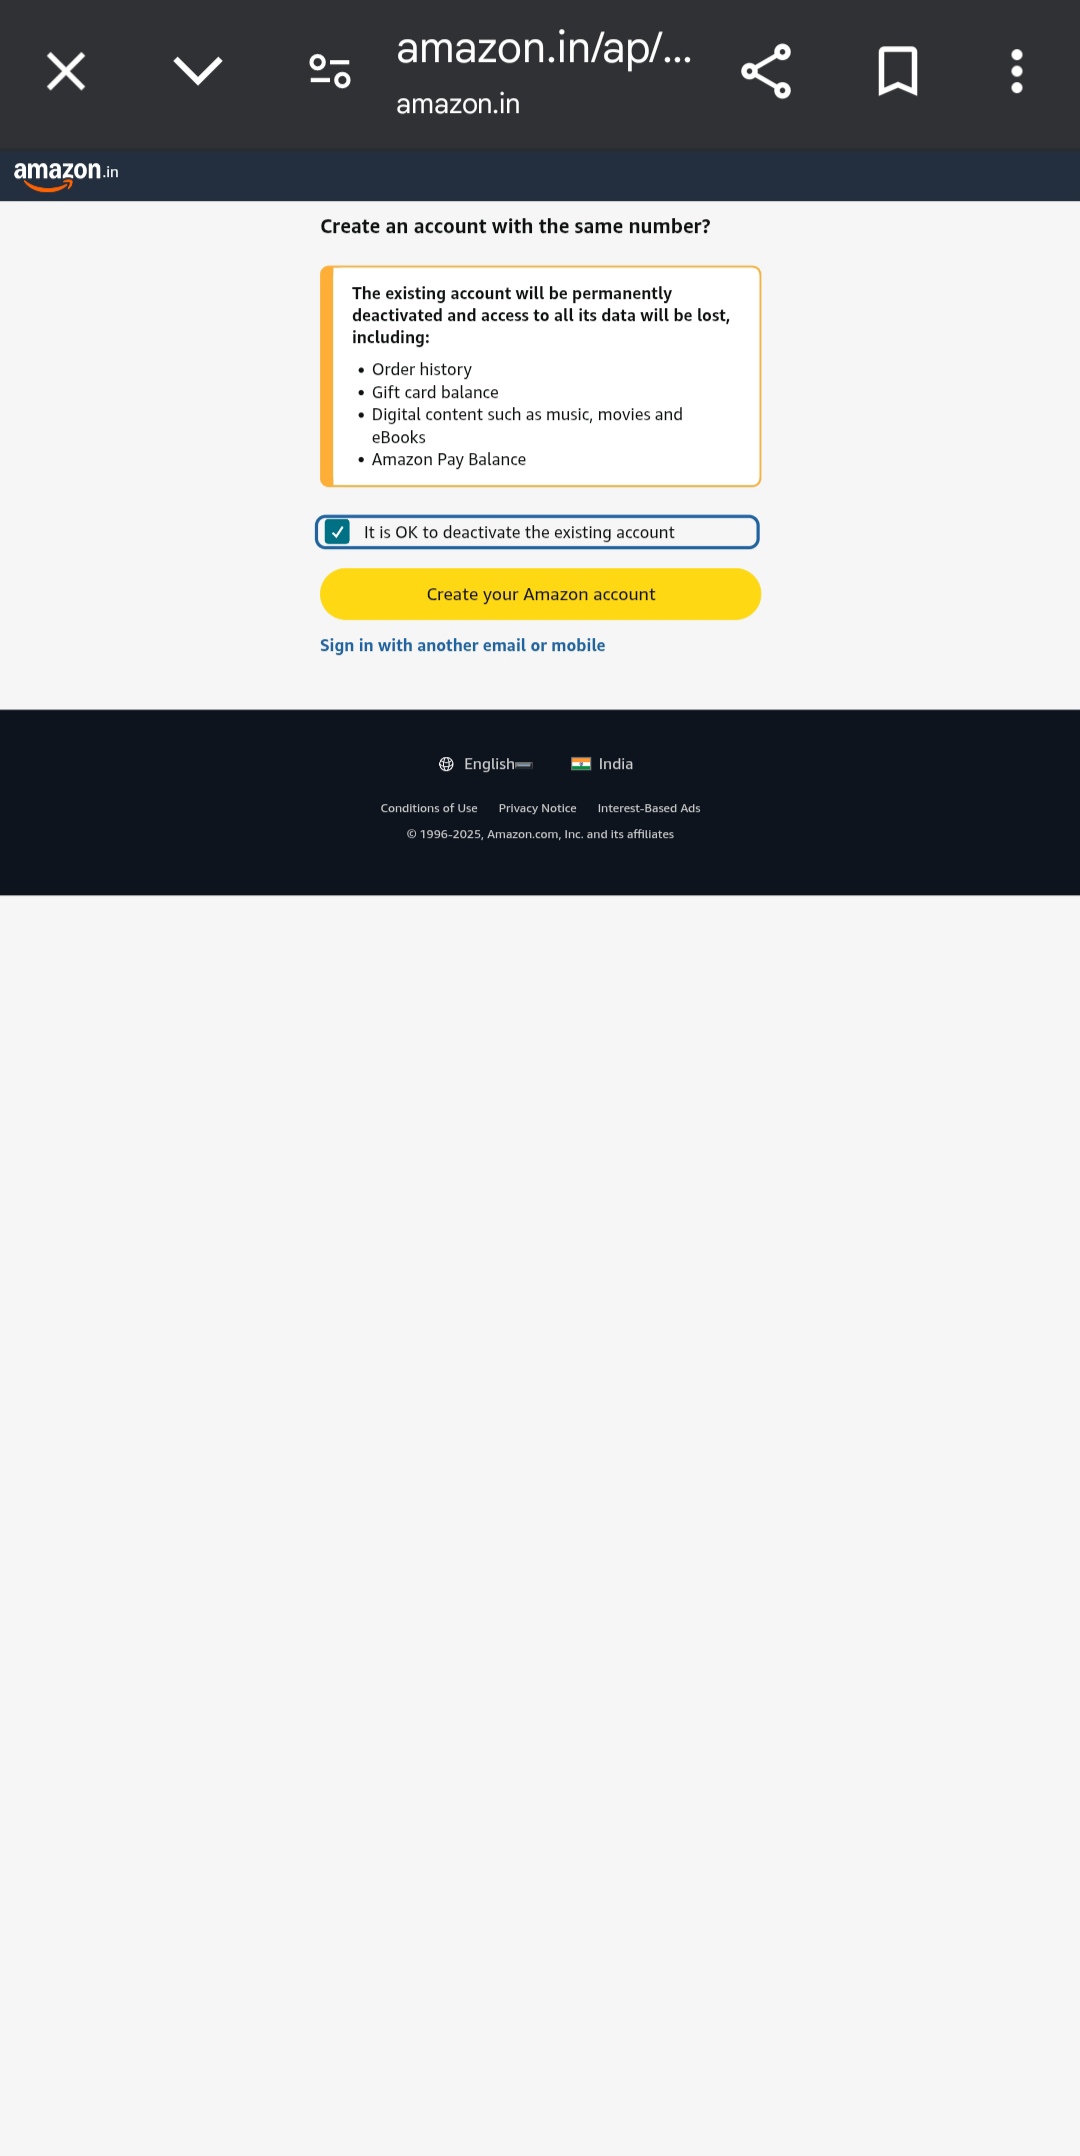 amazon.in/ap/...
amazon.in
amazon.in
Create an account with the same number?
The existing account will be permanently
deactivated and access to all its data will be lost,
including:
• Order history
• Gift card balance
• Digital content such as music, movies and
eBooks
• Amazon Pay Balance
It is OK to deactivate the existing account
Create your Amazon account
Sign in with another email or mobile
English India
Conditions of Use Privacy Notice Interest-Based Ads
© 1996-2025, Amazon.com, Inc. and its affiliates